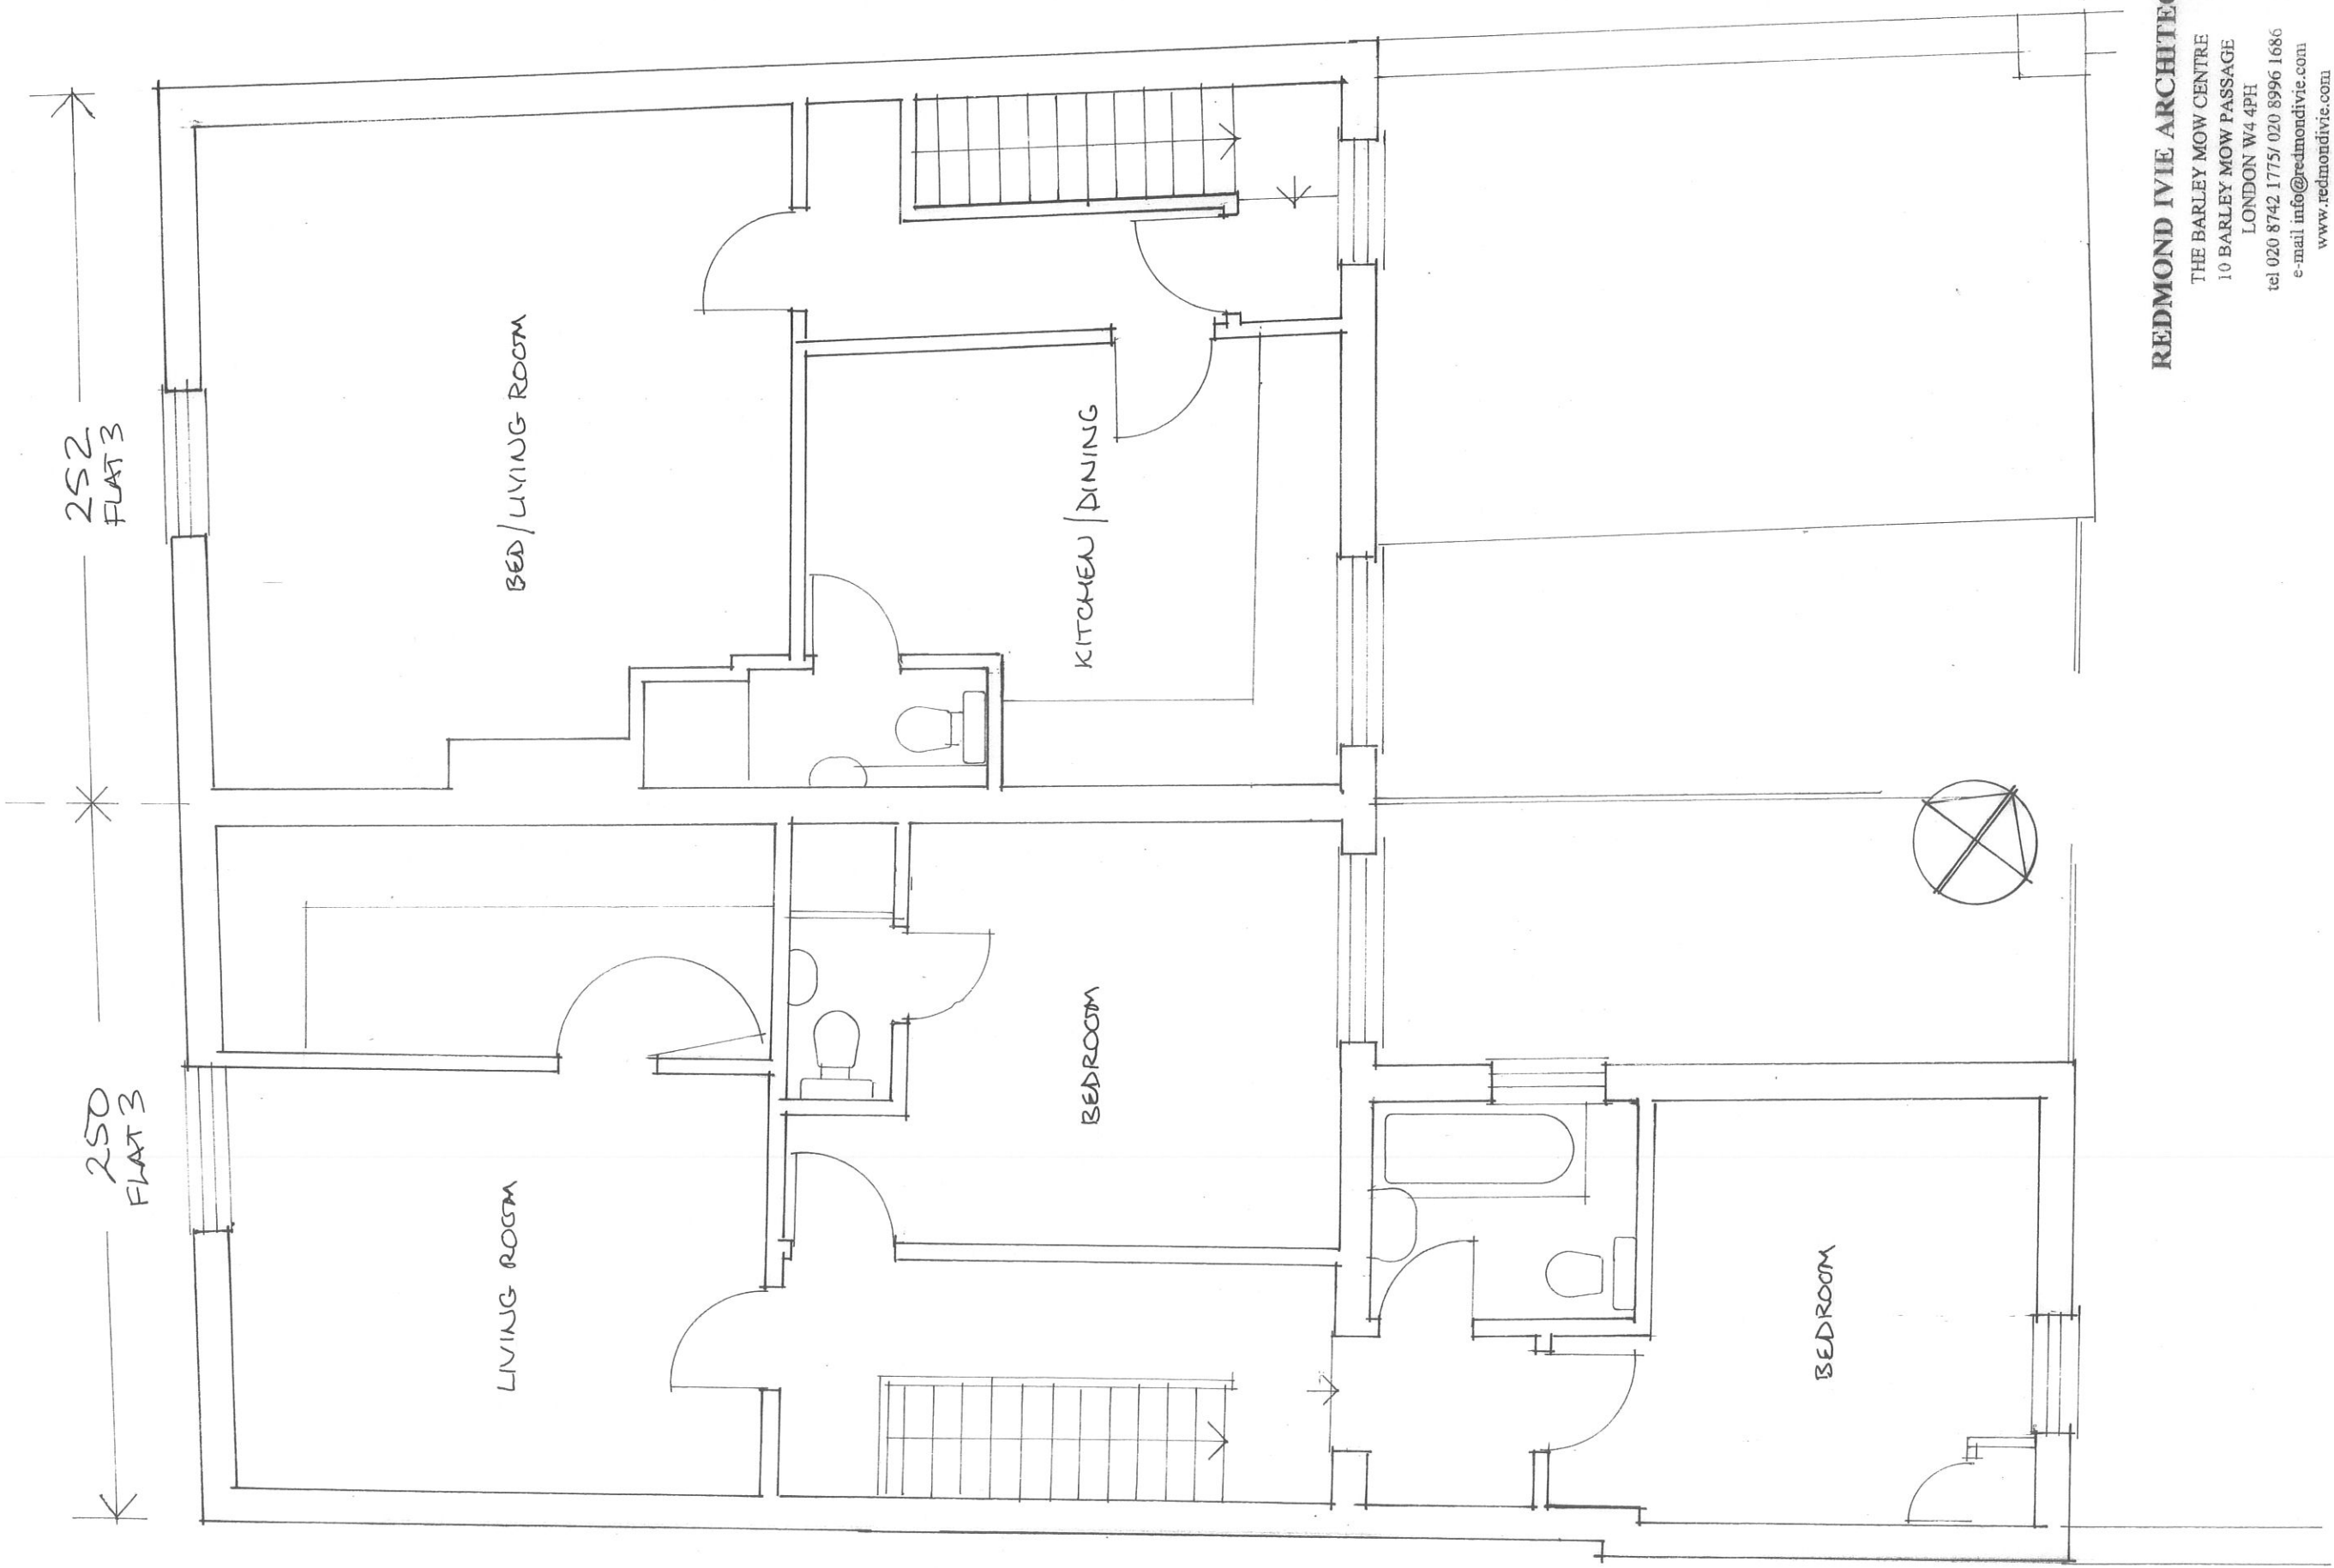 250
FLAT 3
252
FLAT 3
LIVING ROOM
BED/LIVING ROOM
BEDROOM
KITCHEN/DINING
BEDROOM
REDMOND IVIE ARCHITEC
THE BARLEY MOW CENTRE
10 BARLEY MOW PASSAGE
LONDON W4 4PH
tel 020 8742 1775/ 020 8996 1686
e-mail info@redmondivie.com
www.redmondivie.com